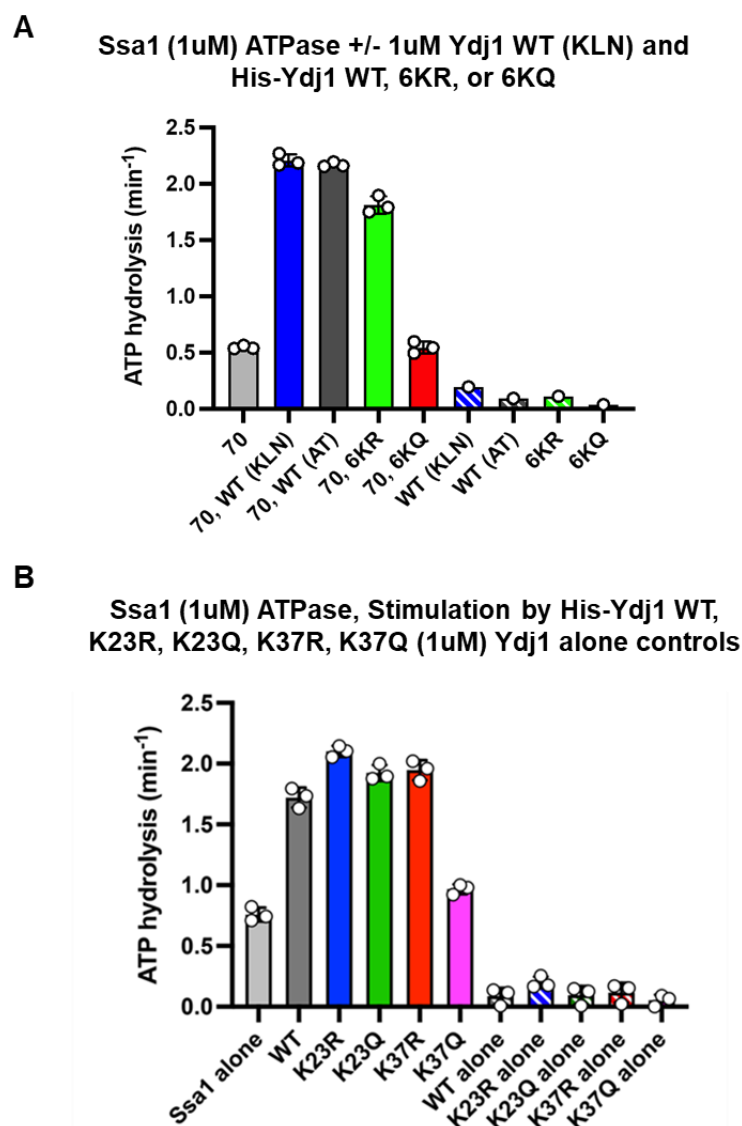 A
Ssa1 (1uM) ATPase +/- 1uM Ydj1 WT (KLN) and
His-Ydj1 WT, 6KR, or 6KQ
ATP hydrolysis (min-1)
2.5
2.0
1.5
1.0
0.5
0.0
70
70, WT (KLN)
70, WT (AT)
70, 6KR
70, 6KQ
WT (KLN)
WT (AT)
6KR
6KQ
B
Ssa1 (1uM) ATPase, Stimulation by His-Ydj1 WT,
K23R, K23Q, K37R, K37Q (1uM) Ydj1 alone controls
ATP hydrolysis (min-1)
2.5
2.0
1.5
1.0
0.5
0.0
Ssa1 alone
WT
K23R
K23Q
K37R
K37Q
WT alone
K23R alone
K23Q alone
K37R alone
K37Q alone